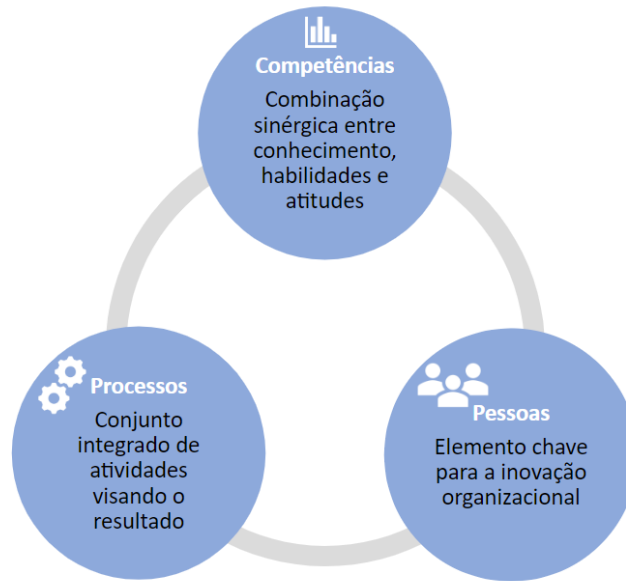 Competências
Combinação
sinérgica entre
conhecimento,
habilidades e
atitudes
Processos
Conjunto
integrado de
atividades
visando o
resultado
Pessoas
Elemento chave
para a inovação
organizacional